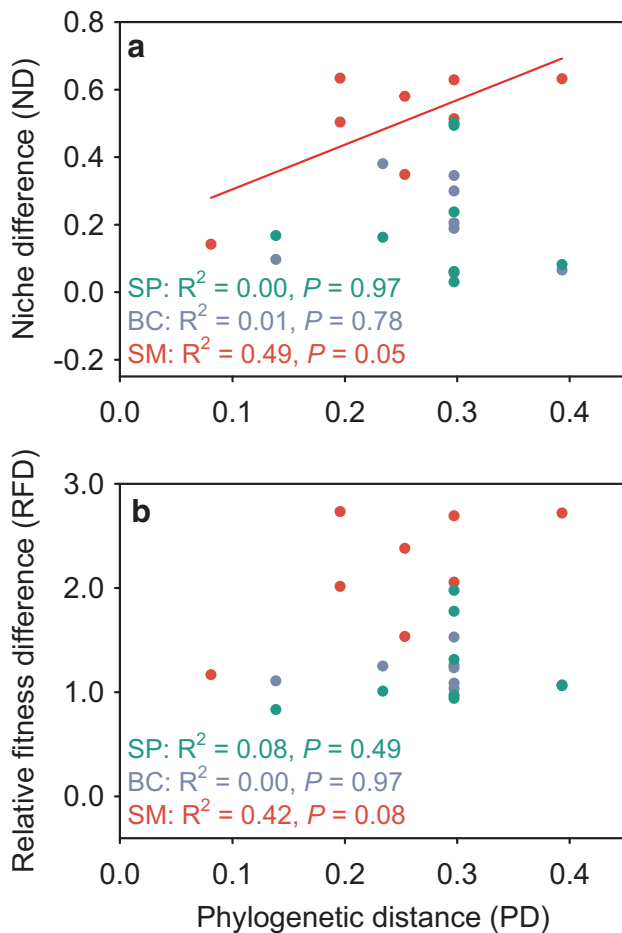 0.8
a
0.6
0.4
0.2
0.0
-0.2
Niche difference (ND)
SP: R² = 0.00, P = 0.97
BC: R² = 0.01, P = 0.78
SM: R² = 0.49, P = 0.05
0.0 0.1 0.2 0.3 0.4
3.0
b
2.0
1.0
0.0
Relative fitness difference (RFD)
SP: R² = 0.08, P = 0.49
BC: R² = 0.00, P = 0.97
SM: R² = 0.42, P = 0.08
0.0 0.1 0.2 0.3 0.4
Phylogenetic distance (PD)